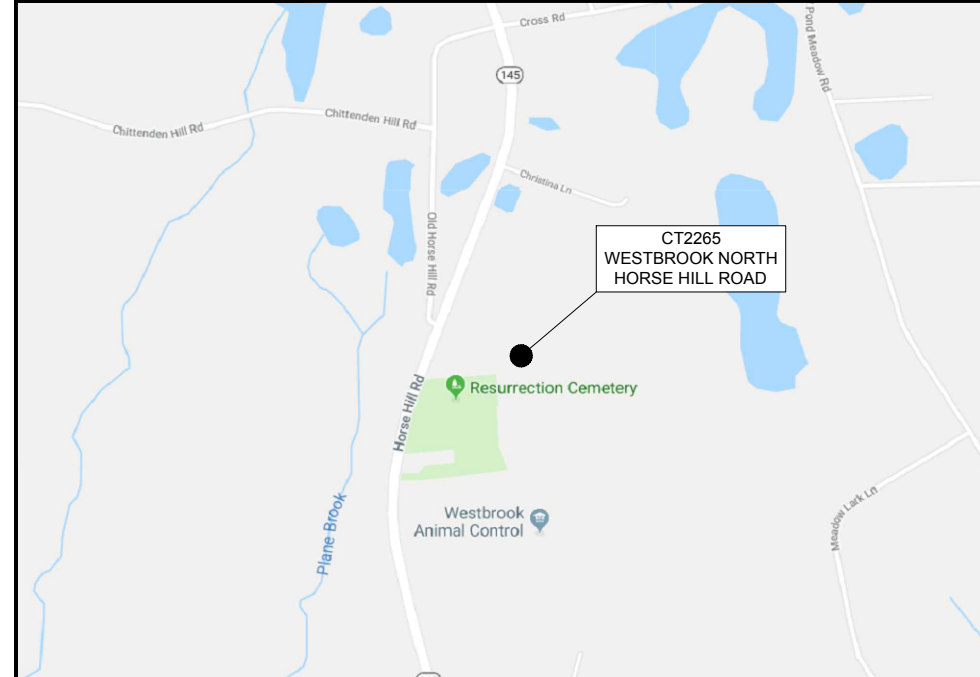 Cross Rd
Pond Meadow Rd
145
Chittenden Hill Rd
Chittenden Hill Rd
Christina Ln
Old Horse Hill Rd
CT2265
WESTBROOK NORTH
HORSE HILL ROAD
Horse Hill Rd
Resurrection Cemetery
Plane Brook
Westbrook
Animal Control
Meadow Lark Ln